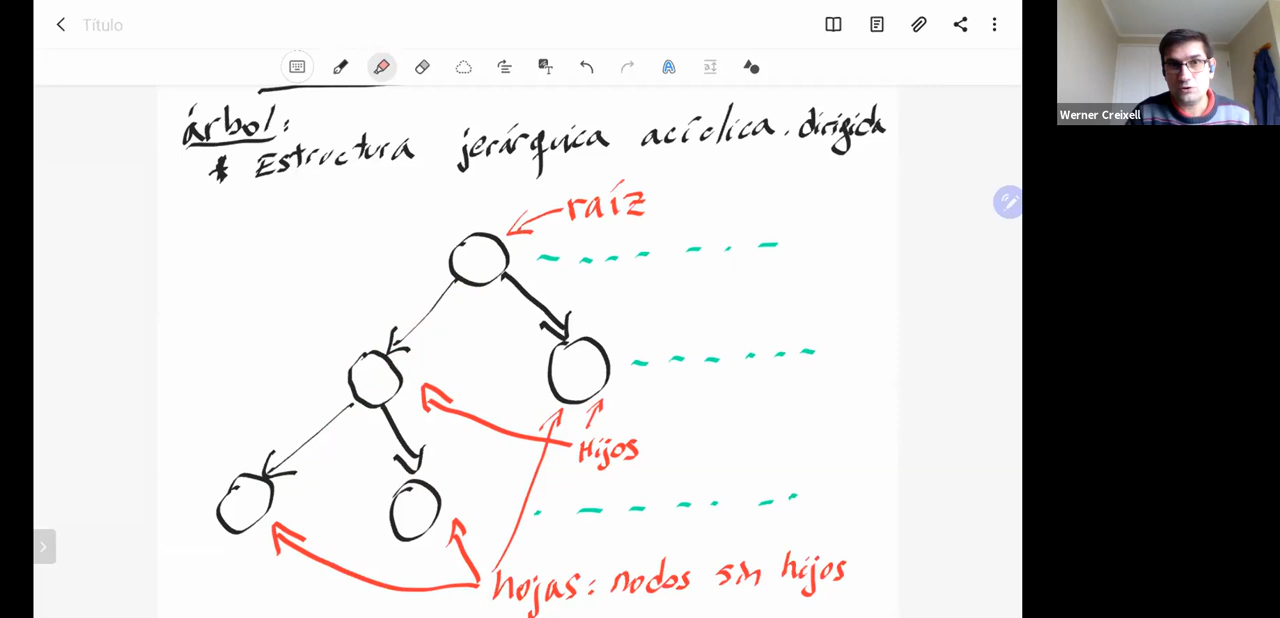 Título
árbol:
* Estructura jerárquica acíclica. dirigida
raíz
Hijos
hojas: nodos sin hijos
Werner Creixell